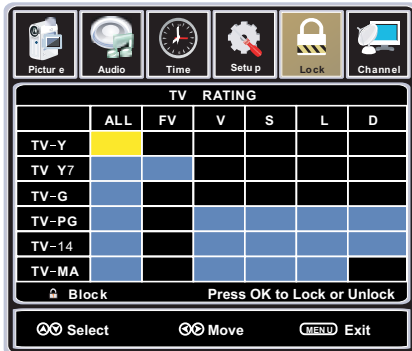 Pictur e Audio Time Setu p Lock Channel
TV RATING
ALL FV V S L D
TV-Y
TV Y7
TV-G
TV-PG
TV-14
TV-MA
Block Press OK to Lock or Unlock
Select Move MENU Exit